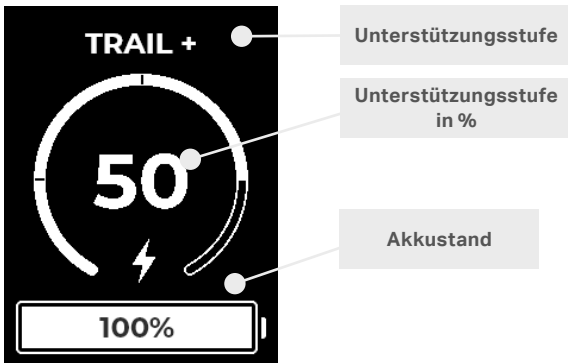 TRAIL +
Unterstützungsstufe
Unterstützungsstufe
in %
50
Akkustand
100%